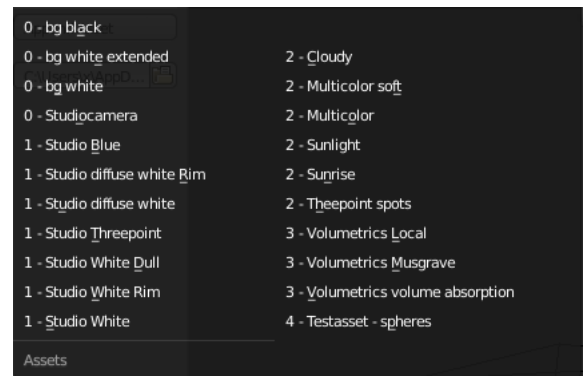 0 - bg black
0 - bg white extended
0 - bg white
0 - Studiocamera
1 - Studio Blue
1 - Studio diffuse white Rim
1 - Studio diffuse white
1 - Studio Threepoint
1 - Studio White Dull
1 - Studio White Rim
1 - Studio White
Assets
2 - Cloudy
2 - Multicolor soft
2 - Multicolor
2 - Sunlight
2 - Sunrise
2 - Theepoint spots
3 - Volumetrics Local
3 - Volumetrics Musgrave
3 - Volumetrics volume absorption
4 - Testasset - spheres